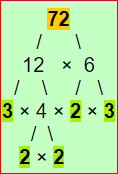 72
12 × 6
3 × 4 × 2 × 3
2 × 2